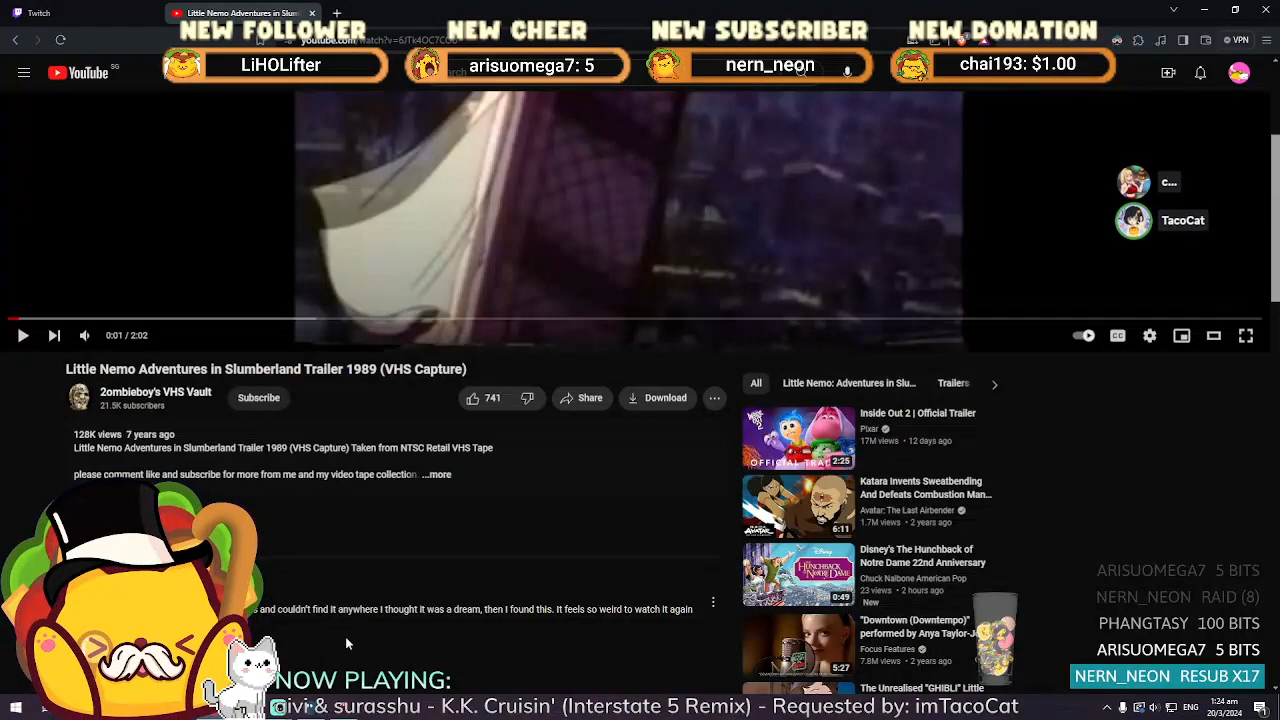 Twitch
Little Nemo Adventures in Slum
NEW FOLLOWER
NEW CHEER
NEW SUBSCRIBER
NEW DONATION
VPN
YouTube SG
LiHOLifter
arisuomega7: 5
nern_neon
chai193: $1.00
c...
TacoCat
0:01 / 2:02
Little Nemo Adventures in Slumberland Trailer 1989 (VHS Capture)
2ombieboy's VHS Vault
21.5K subscribers
Subscribe
741
Share
Download
128K views 7 years ago
Little Nemo Adventures in Slumberland Trailer 1989 (VHS Capture) Taken from NTSC Retail VHS Tape
comment like and subscribe for more from me and my video tape collection. ...more
and couldn't find it anywhere I thought it was a dream, then I found this. It feels so weird to watch it again
All
Little Nemo: Adventures in Slu...
Trailers
Inside Out 2 | Official Trailer
Pixar
17M views • 12 days ago
2:25
Katara Invents Sweatbending
And Defeats Combustion Man...
Avatar: The Last Airbender
1.7M views • 2 years ago
6:11
Disney's The Hunchback of
Notre Dame 22nd Anniversary
Chuck Nalbone American Pop
23 views • 2 hours ago
New
0:49
"Downtown (Downtempo)"
performed by Anya Taylor-J
Focus Features
7.8M views • 2 years ago
5:27
The Unrealised "GHIBLI" Little
ARISUOMEGA7 5 BITS
NERN_NEON RAID (8)
PHANGTASY 100 BITS
ARISUOMEGA7 5 BITS
NERN_NEON RESUB X17
NOW PLAYING:
ivi & surasshu - K.K. Cruisin' (Interstate 5 Remix) - Requested by: imTacoCat
ENG
1:24 am
20/3/2024